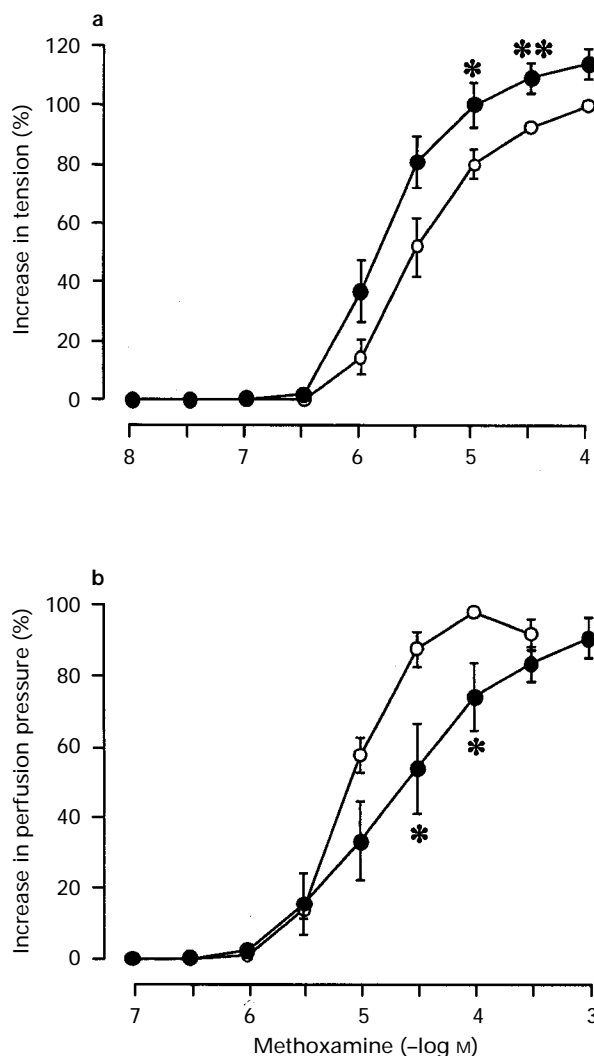 a
Increase in tension (%)
120
100
80
60
40
20
0
8 7 6 5 4
* **
b
Increase in perfusion pressure (%)
100
80
60
40
20
0
7 6 5 4 3
* *
Methoxamine (–log M)